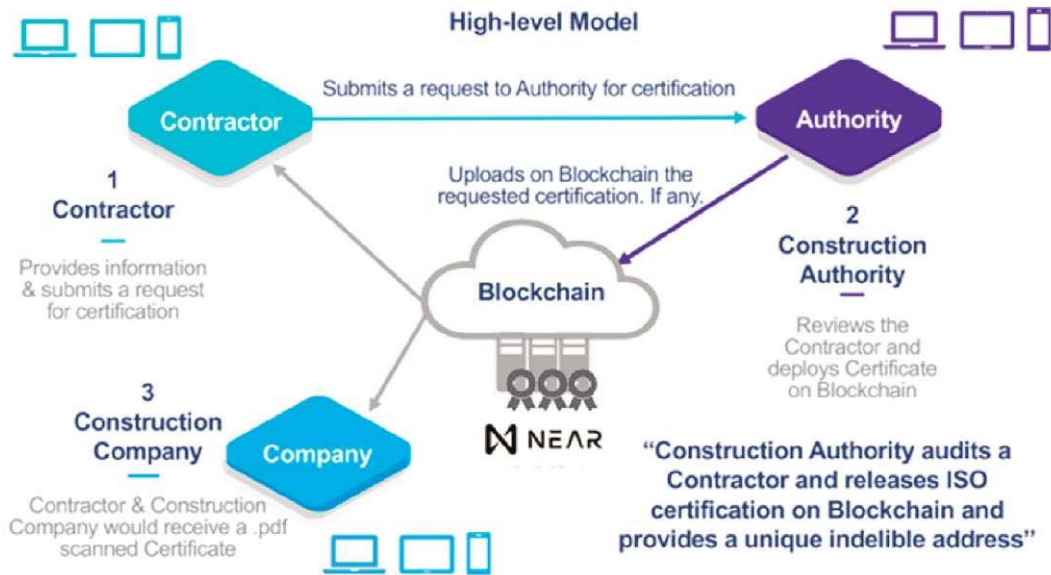 High-level Model
Submits a request to Authority for certification
Contractor
Authority
Uploads on Blockchain the
requested certification. If any.
1
Contractor
Provides information
& submits a request
for certification
Blockchain
NEAR
2
Construction
Authority
Reviews the
Contractor and
deploys Certificate
on Blockchain
3
Construction
Company
Company
Contractor & Construction
Company would receive a .pdf
scanned Certificate
“Construction Authority audits a
Contractor and releases ISO
certification on Blockchain and
provides a unique indelible address”